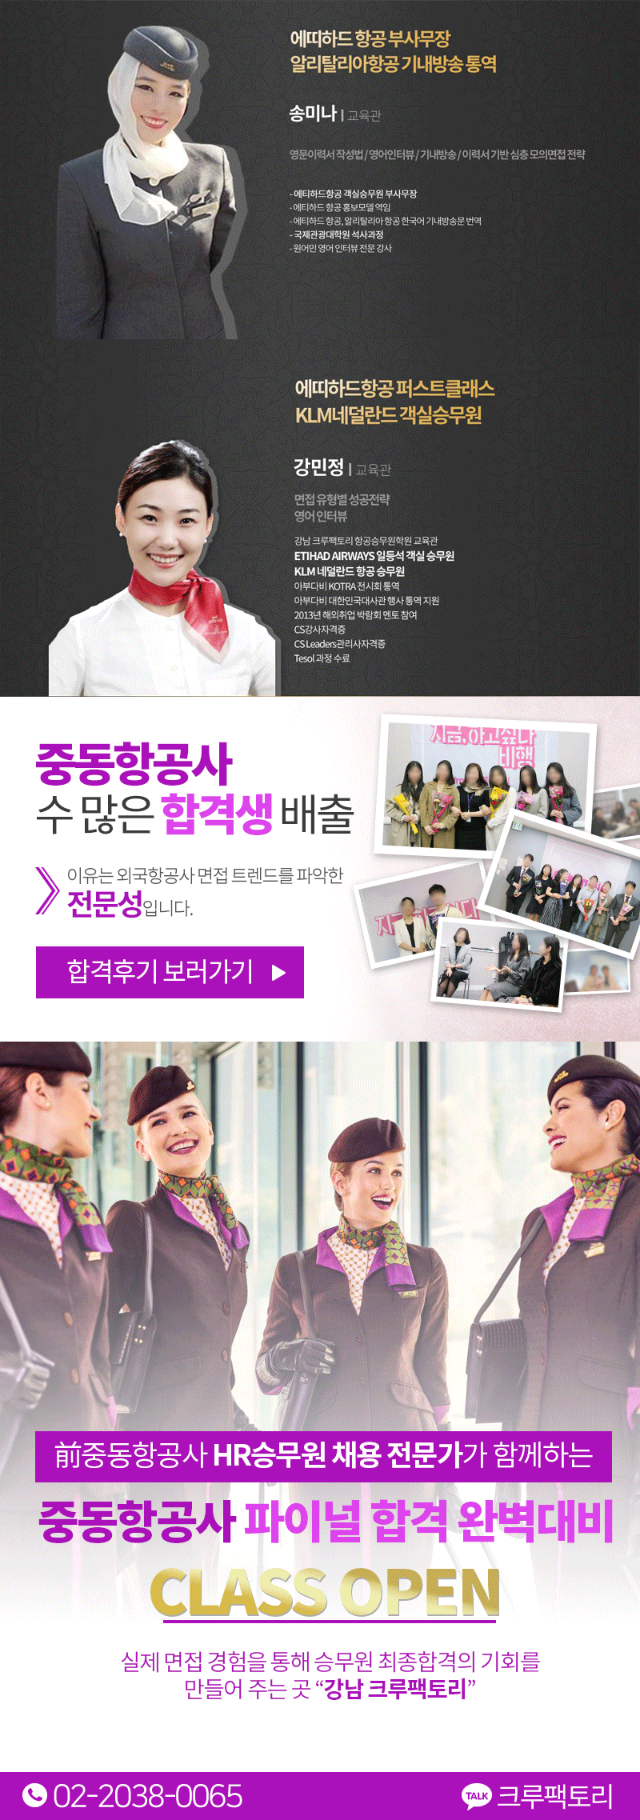 에띠하드 항공 부사무장
알리탈리아항공 기내방송 통역
송미나 | 교육관
영문이력서 작성법 / 영어인터뷰 / 기내방송 / 이력서 기반 심층 모의면접 전략
- 에티하드항공 객실승무원 부사무장
- 에티하드 항공 홍보모델 역임
- 에티하드 항공, 알리탈리아 항공 한국어 기내방송문 번역
- 국제관광대학원 석사과정
- 원어민 영어 인터뷰 전문 강사
에띠하드항공 퍼스트클래스
KLM네덜란드 객실승무원
강민정 | 교육관
면접 유형별 성공전략
영어 인터뷰
강남 크루팩토리 항공승무원학원 교육관
ETIHAD AIRWAYS 일등석 객실 승무원
KLM 네덜란드 항공 승무원
아부다비 KOTRA 전시회 통역
아부다비 대한민국대사관 행사 통역 지원
2013년 해외취업 박람회 멘토 참여
CS강사자격증
CS Leaders관리사자격증
Tesol 과정 수료
지금, 하고싶다
비행
중동항공사
수 많은 합격생 배출
이유는 외국항공사 면접 트렌드를 파악한
전문성입니다.
합격후기 보러가기 ▶
前중동항공사 HR승무원 채용 전문가가 함께하는
중동항공사 파이널 합격 완벽대비
CLASS OPEN
실제 면접 경험을 통해 승무원 최종합격의 기회를
만들어 주는 곳 “강남 크루팩토리”
02-2038-0065
TALK 크루팩토리